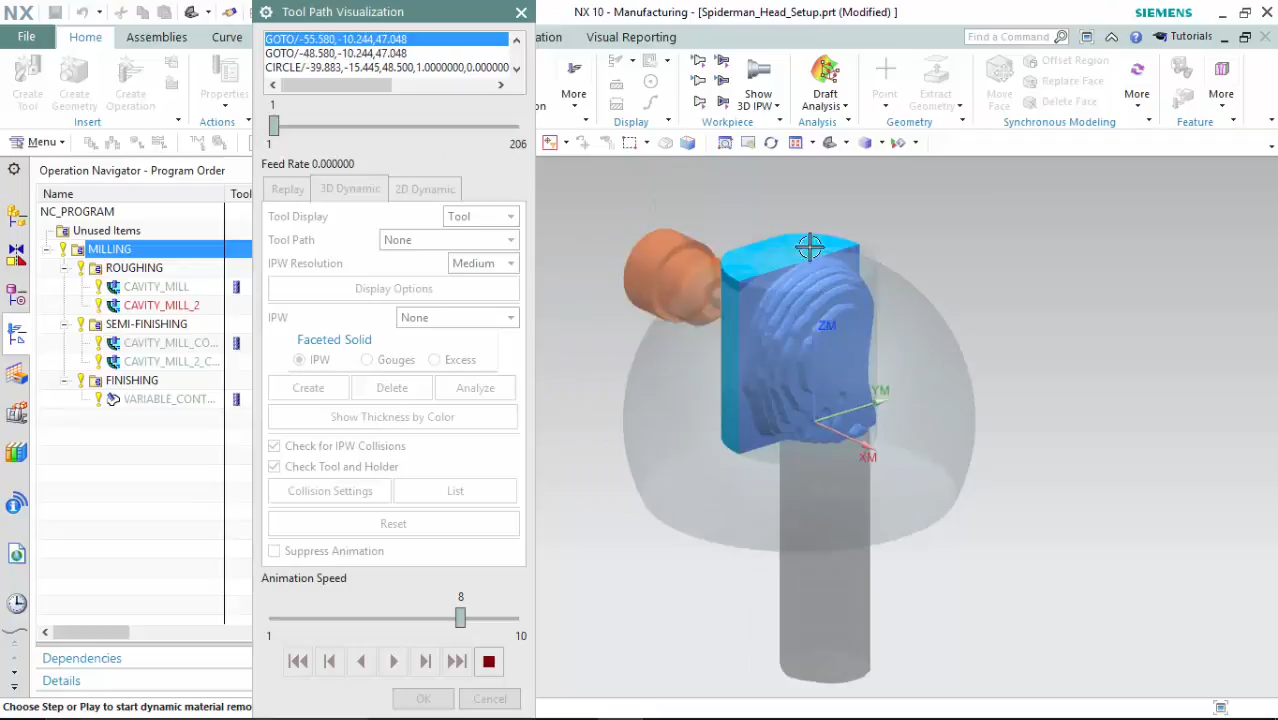 NX
Tool Path Visualization
NX 10 - Manufacturing - [Spiderman_Head_Setup.prt (Modified) ]
SIEMENS
File
Home
Assemblies
Curve
Visual Reporting
Find a Command
Tutorials
Create Tool
Create Geometry
Create Operation
Properties
Insert
Actions
GOTO/-55.580,-10.244,47.048
GOTO/-48.580,-10.244,47.048
CIRCLE/-39.883,-15.445,48.500,1.0000000,0.000000
1
1
206
Feed Rate 0.000000
More
Display
Show 3D IPW
Workpiece
Draft Analysis
Analysis
Point
Extract Geometry
Geometry
Move Face
Offset Region
Replace Face
Delete Face
More
Synchronous Modeling
More
Feature
Menu
Operation Navigator - Program Order
Name
Tool
NC_PROGRAM
Unused Items
MILLING
ROUGHING
CAVITY_MILL
CAVITY_MILL_2
SEMI-FINISHING
CAVITY_MILL_CO...
CAVITY_MILL_2_C...
FINISHING
VARIABLE_CONT...
Dependencies
Details
Replay
3D Dynamic
2D Dynamic
Tool Display
Tool
Tool Path
None
IPW Resolution
Medium
Display Options
IPW
None
Faceted Solid
IPW
Gouges
Excess
Create
Delete
Analyze
Show Thickness by Color
Check for IPW Collisions
Check Tool and Holder
Collision Settings
List
Reset
Suppress Animation
Animation Speed
8
1
10
OK
Cancel
ZM
YM
XM
Choose Step or Play to start dynamic material remo